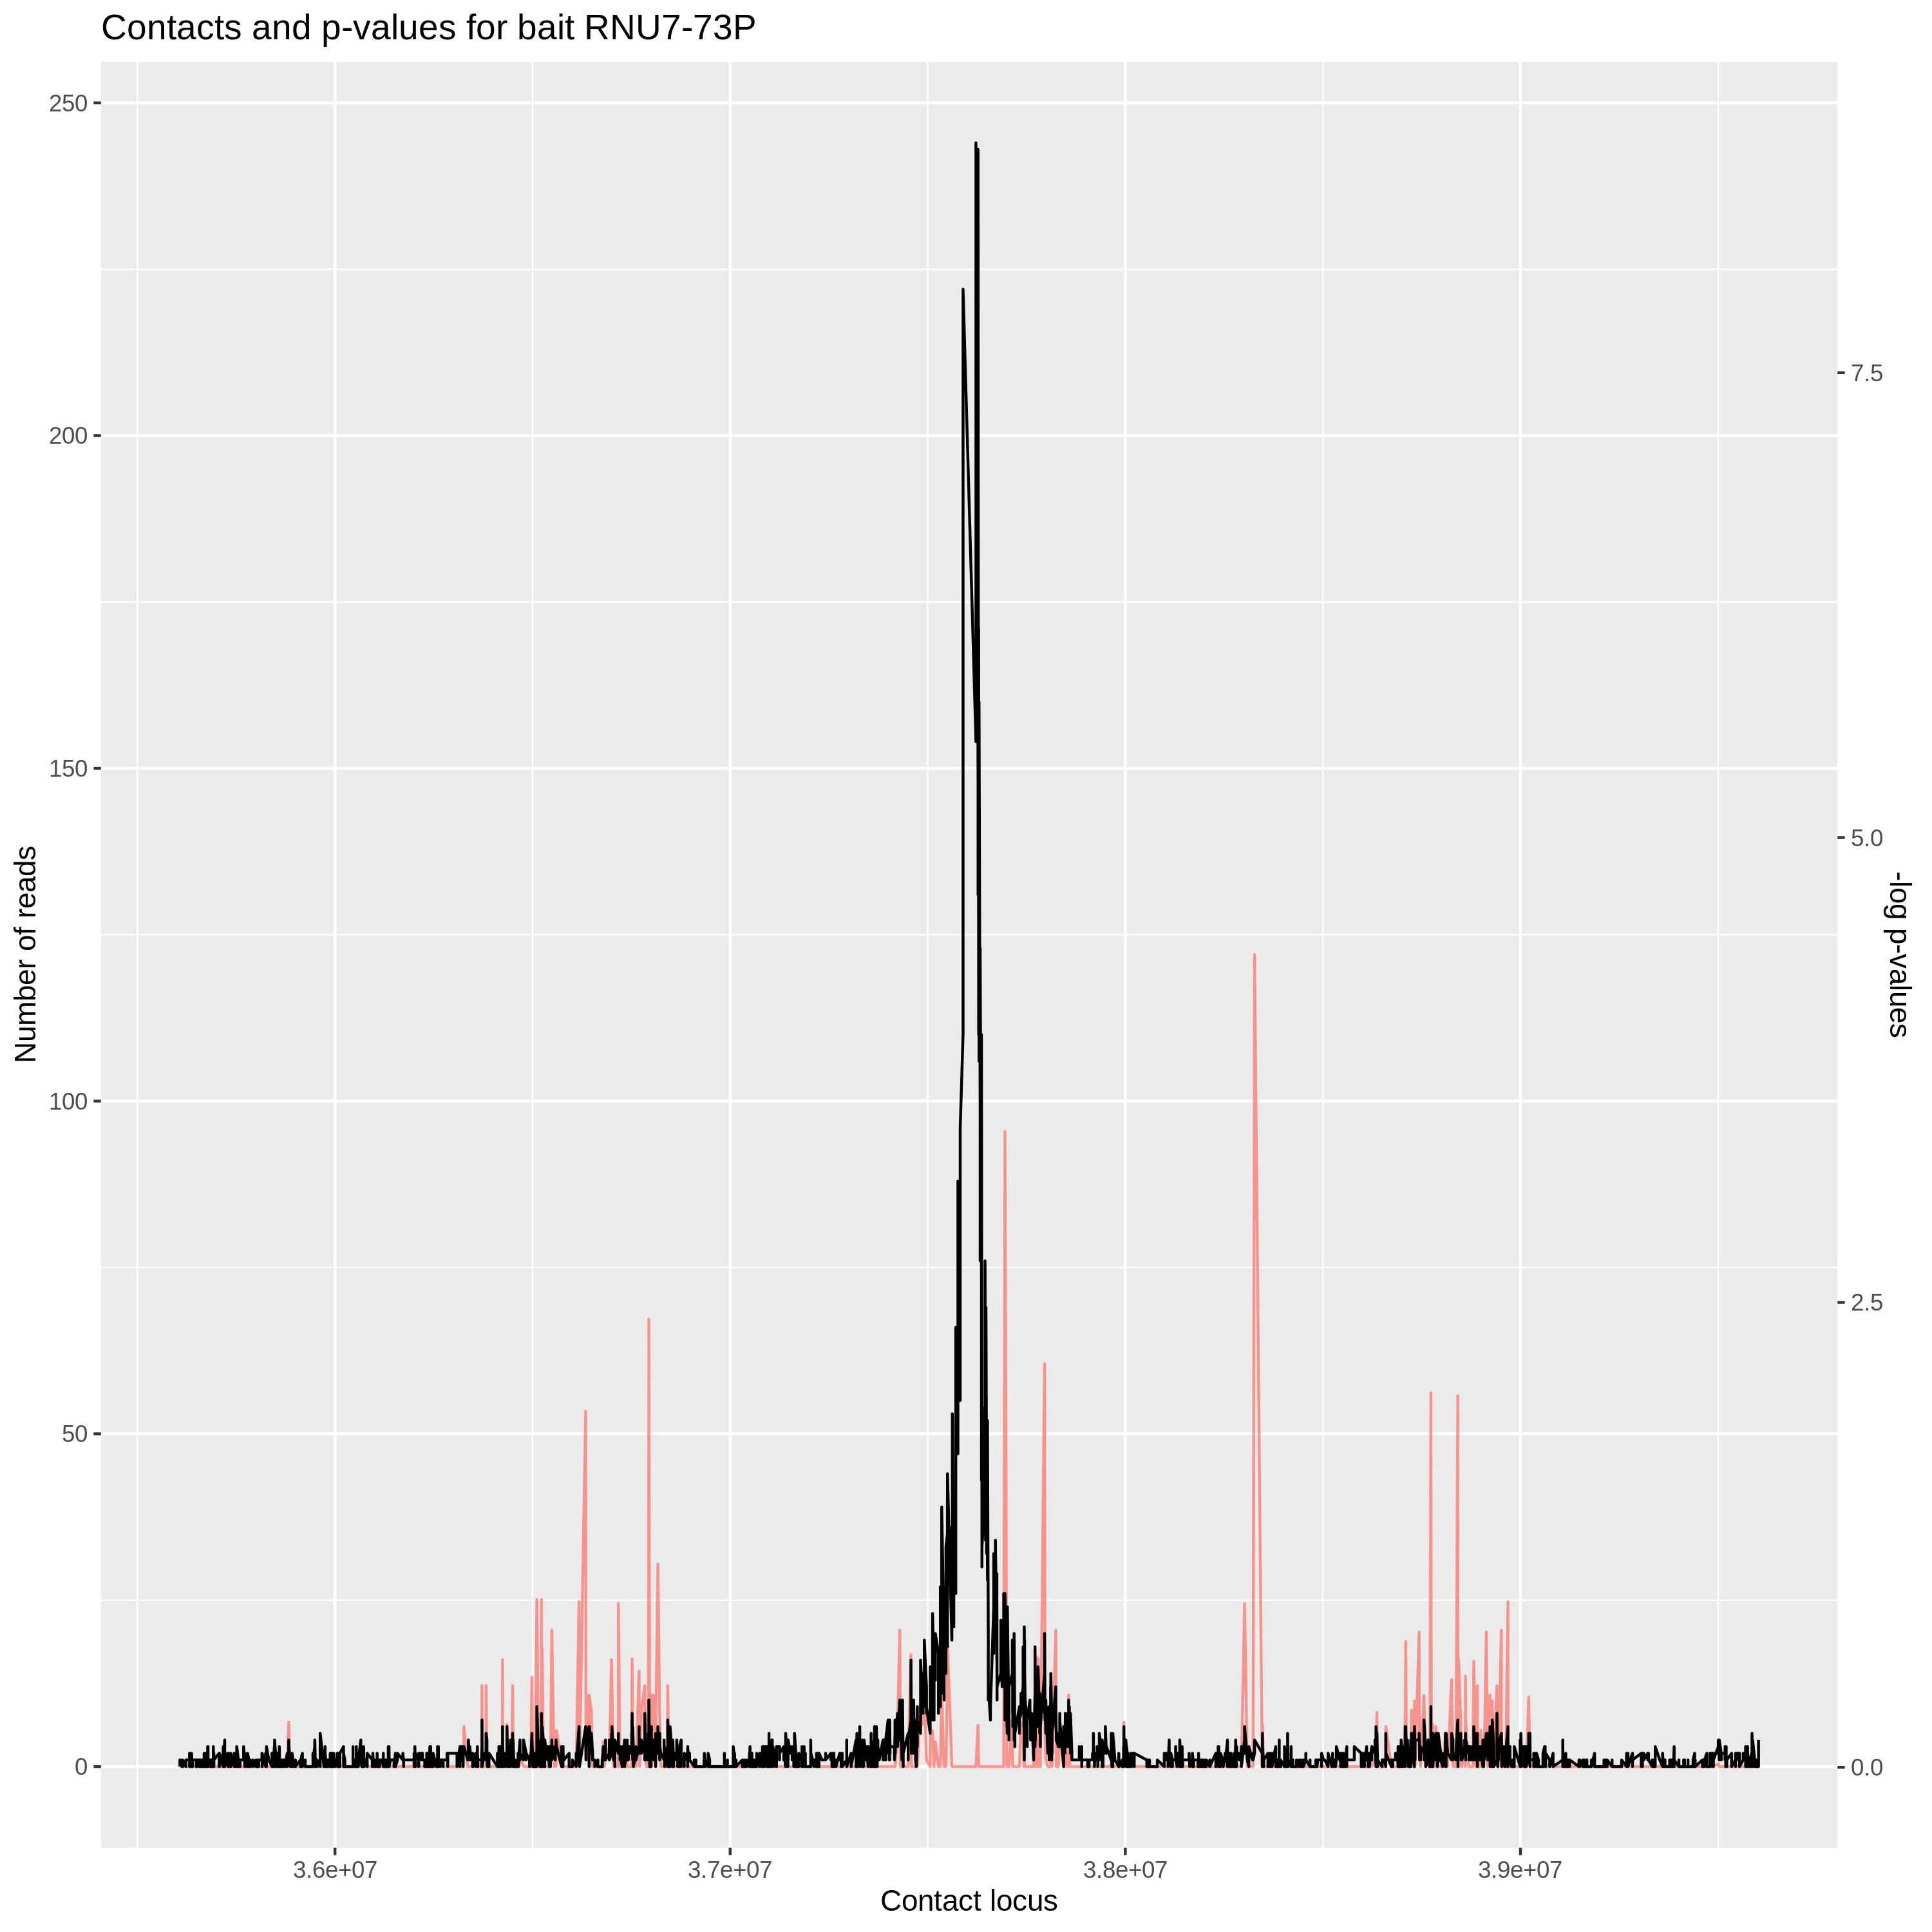 Contacts and p-values for bait RNU7-73P
250
200
150
100
50
0
Number of reads
7.5
5.0
2.5
0.0
-log p-values
3.6e+07
3.7e+07
3.8e+07
3.9e+07
Contact locus